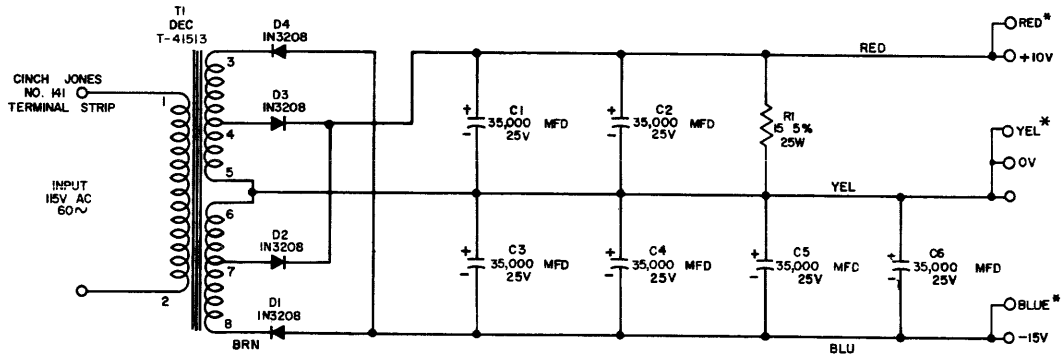 T1
DEC
T-41513
D4
1N3208
3
RED*
RED
+10V
CINCH JONES
NO. 141
TERMINAL STRIP
1
D3
1N3208
4
+
C1
35,000 MFD
25V
-
+
C2
35,000 MFD
25V
-
R1
15 5%
25W
YEL*
0V
5
YEL
INPUT
115V AC
60~
6
D2
1N3208
7
+
C3
35,000 MFD
25V
-
+
C4
35,000 MFD
25V
-
+
C5
35,000 MFD
25V
-
+
C6
35,000 MFD
25V
-
2
D1
1N3208
8
BRN
BLUE*
BLU
-15V